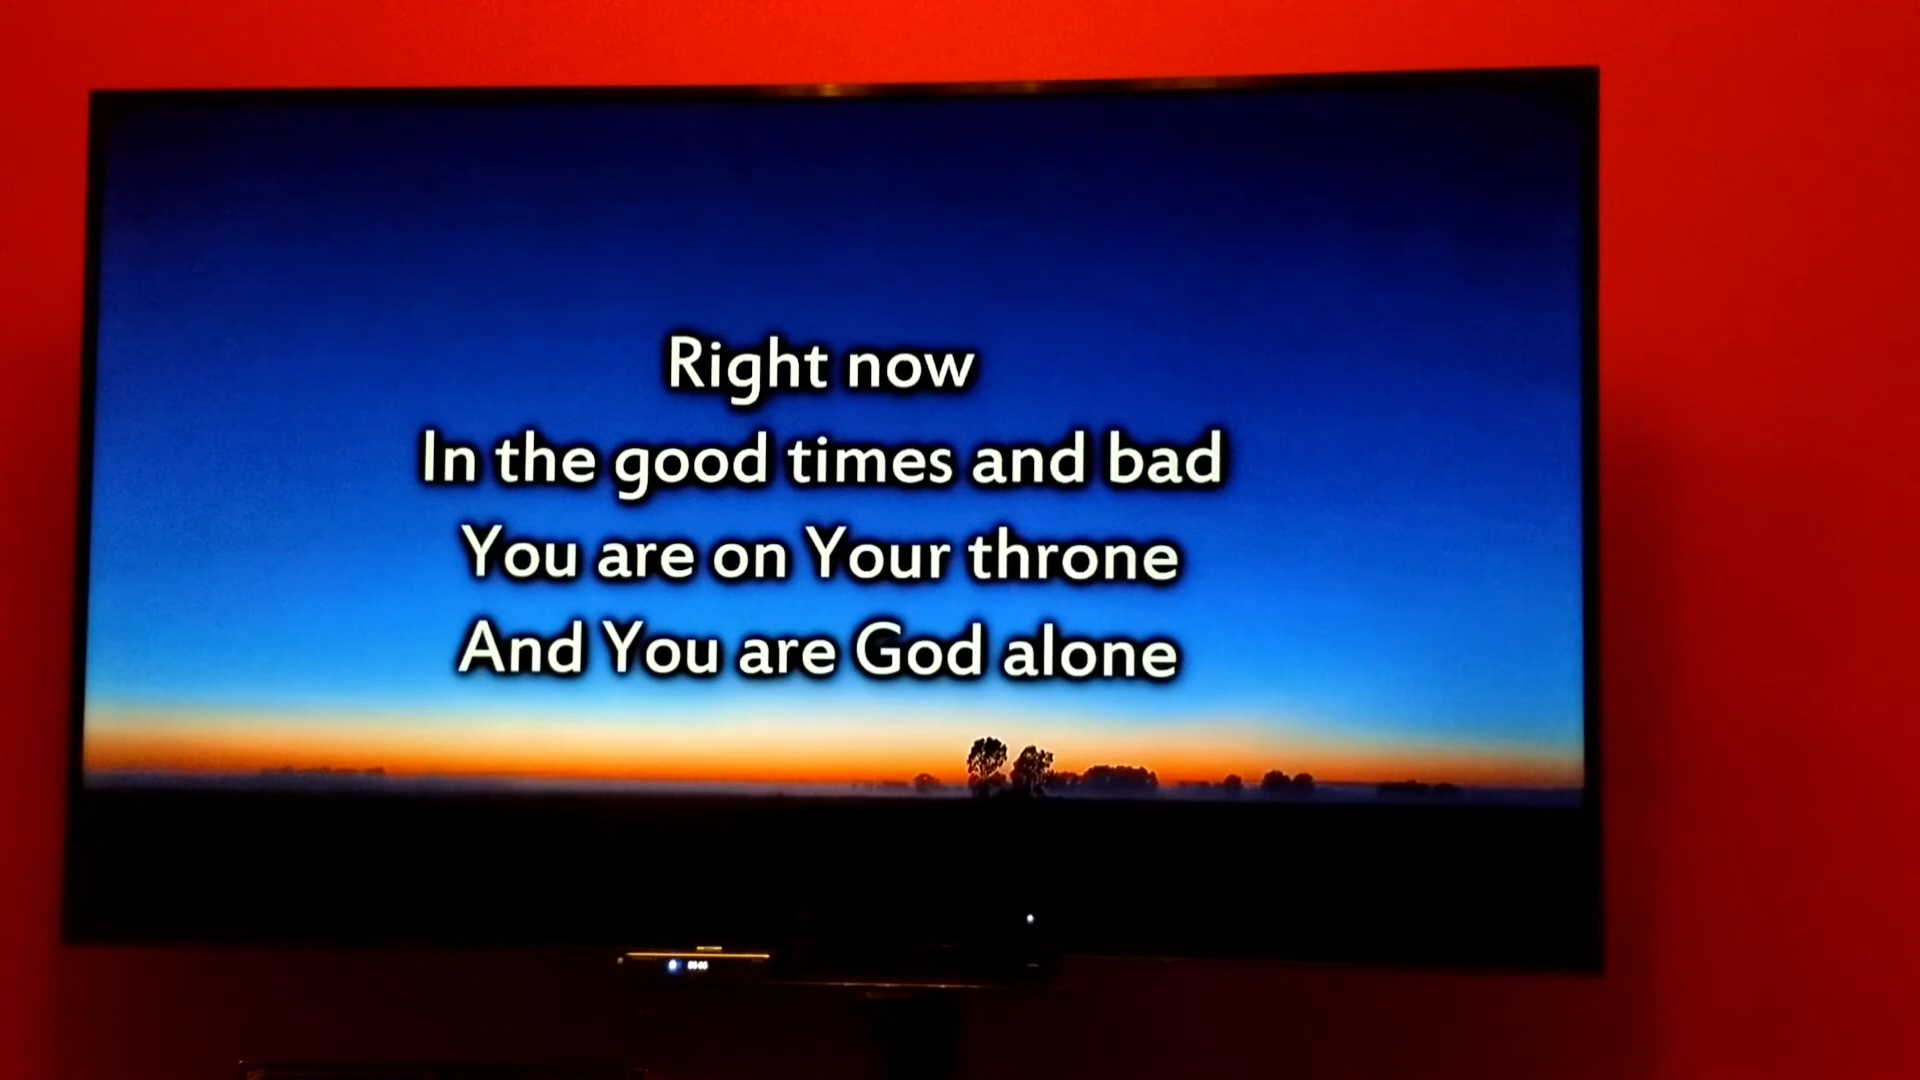 Right now
In the good times and bad
You are on Your throne
And You are God alone